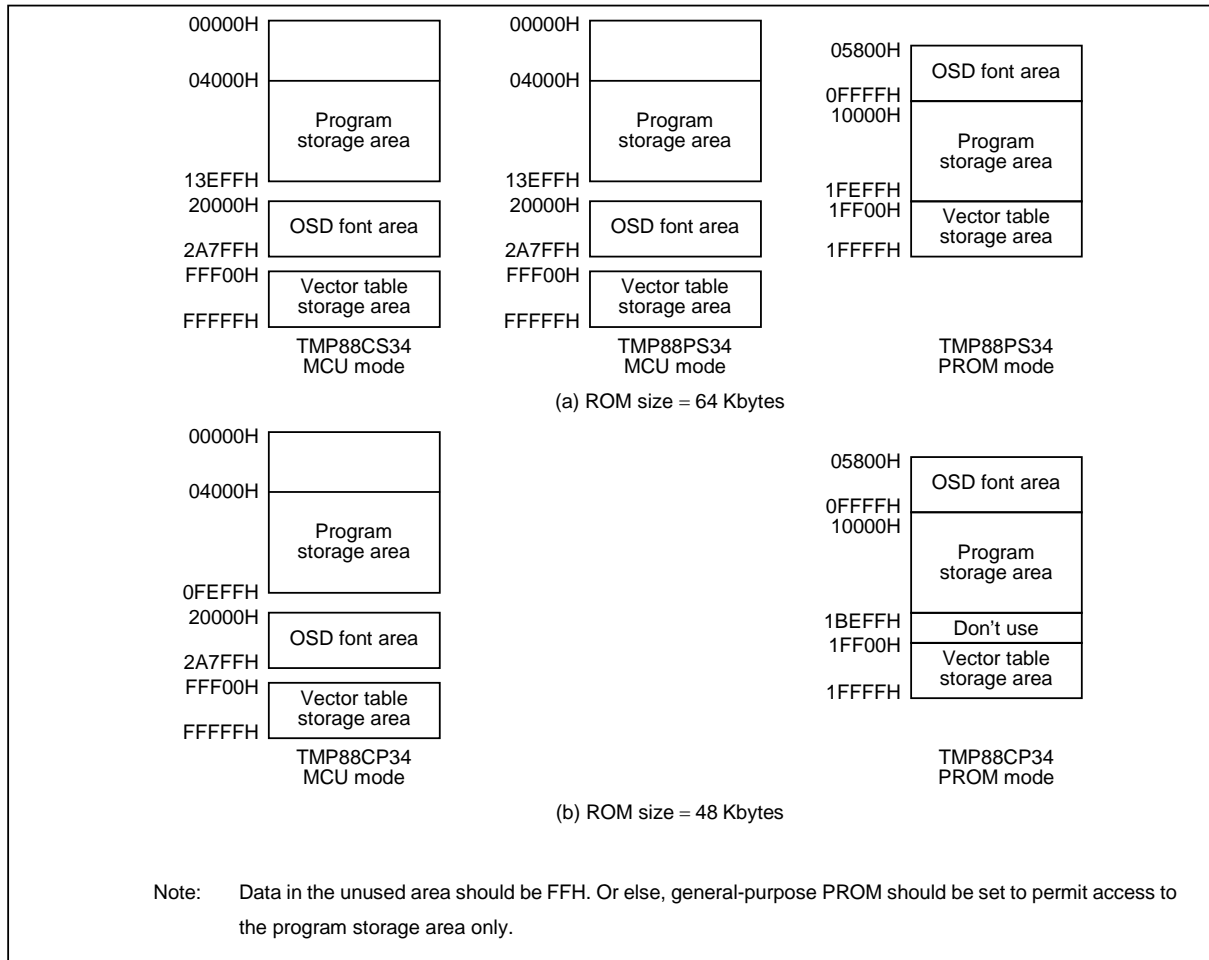 00000H
04000H
Program
storage area
13EFFH
20000H
OSD font area
2A7FFH
FFF00H
Vector table
storage area
FFFFFH
TMP88CS34
MCU mode
00000H
04000H
Program
storage area
13EFFH
20000H
OSD font area
2A7FFH
FFF00H
Vector table
storage area
FFFFFH
TMP88PS34
MCU mode
05800H
OSD font area
0FFFFH
10000H
Program
storage area
1FEFFH
1FF00H
Vector table
storage area
1FFFFH
TMP88PS34
PROM mode
(a) ROM size = 64 Kbytes
00000H
04000H
Program
storage area
0FEFFH
20000H
OSD font area
2A7FFH
FFF00H
Vector table
storage area
FFFFFH
TMP88CP34
MCU mode
05800H
OSD font area
0FFFFH
10000H
Program
storage area
1BEFFH
Don't use
1FF00H
Vector table
storage area
1FFFFH
TMP88CP34
PROM mode
(b) ROM size = 48 Kbytes
Note: Data in the unused area should be FFH. Or else, general-purpose PROM should be set to permit access to
the program storage area only.